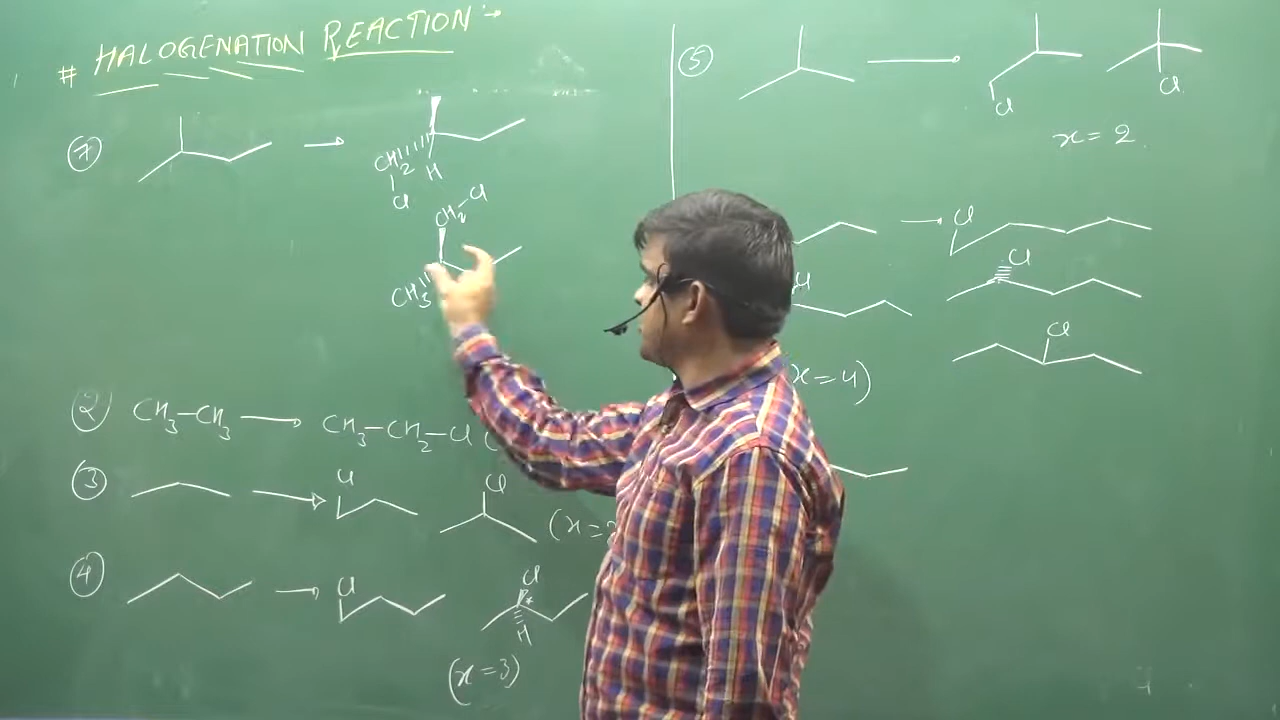 # HALOGENATION REACTION :→
⑦ →
CH2
Cl
H
CH2-Cl
CH3
② CH3-CH3 → CH3-CH2-Cl (
③ → Cl Cl (x=2
④ → Cl Cl * H
(x=3)
⑤ → Cl Cl
x=2
→ Cl
Cl
Cl
x=4)